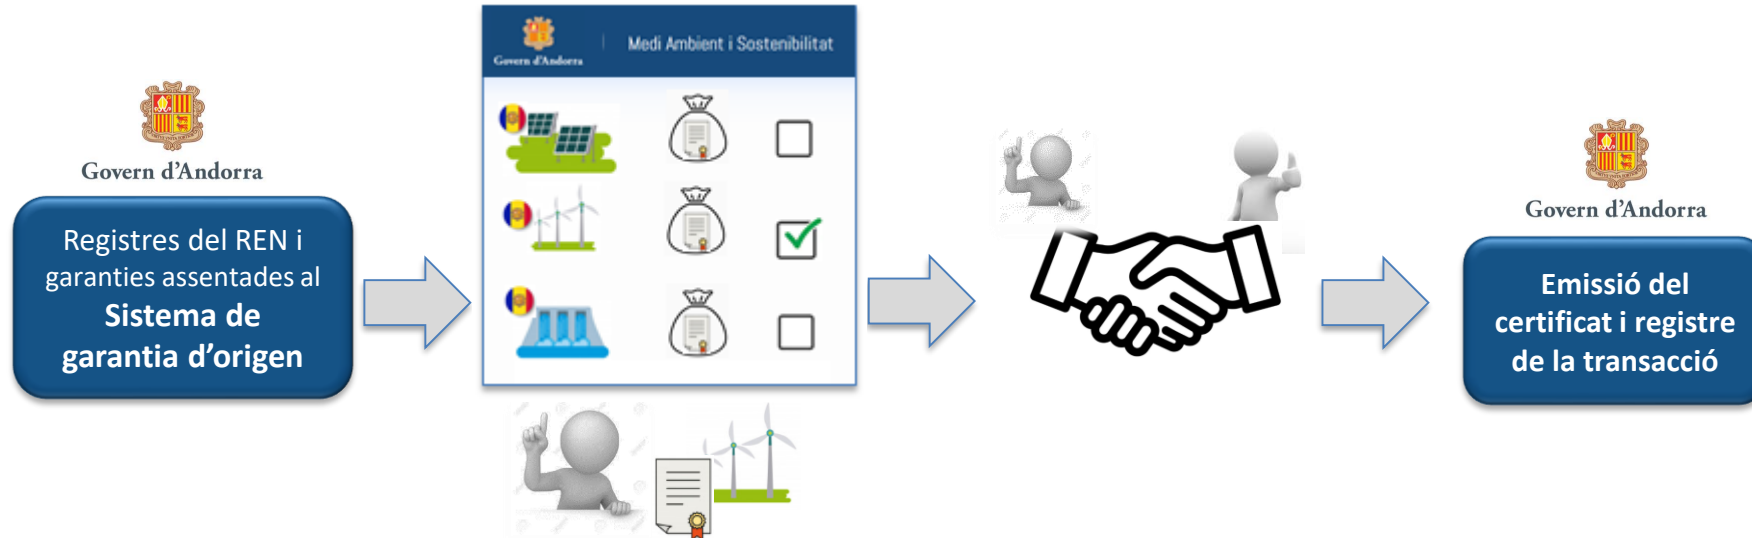 Govern d'Andorra
Registres del REN i
garanties assentades al
Sistema de
garantia d'origen
Govern d'Andorra
Medi Ambient i Sostenibilitat
Govern d'Andorra
Emissió del
certificat i registre
de la transacció